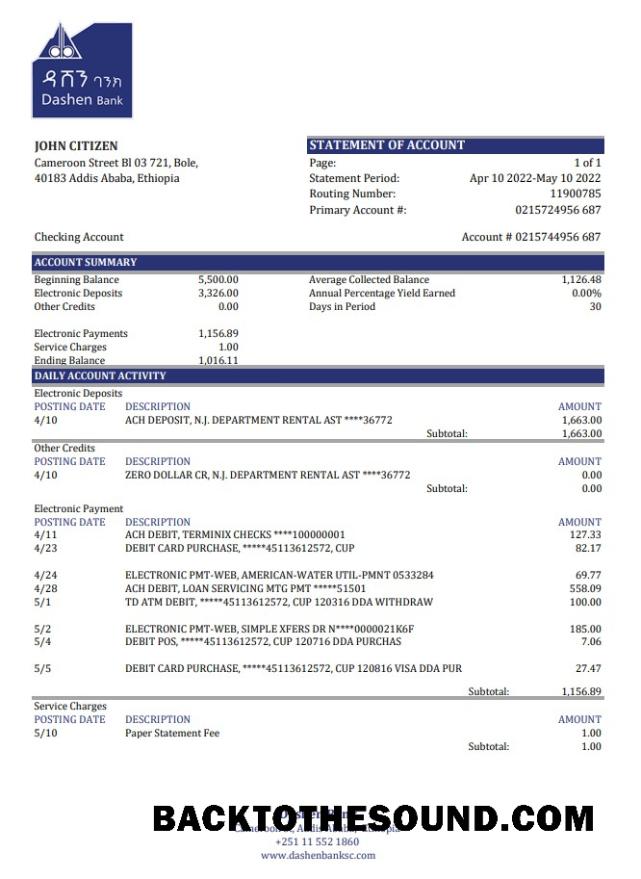 ዳሸን ባንክ
Dashen Bank
JOHN CITIZEN
Cameroon Street Bl 03 721, Bole,
40183 Addis Ababa, Ethiopia
STATEMENT OF ACCOUNT
Page: 1 of 1
Statement Period: Apr 10 2022-May 10 2022
Routing Number: 11900785
Primary Account #: 0215724956 687
Checking Account Account # 0215744956 687
ACCOUNT SUMMARY
Beginning Balance 5,500.00 Average Collected Balance 1,126.48
Electronic Deposits 3,326.00 Annual Percentage Yield Earned 0.00%
Other Credits 0.00 Days in Period 30
Electronic Payments 1,156.89
Service Charges 1.00
Ending Balance 1,016.11
DAILY ACCOUNT ACTIVITY
Electronic Deposits
POSTING DATE DESCRIPTION AMOUNT
4/10 ACH DEPOSIT, N.J. DEPARTMENT RENTAL AST ****36772 1,663.00
Subtotal: 1,663.00
Other Credits
POSTING DATE DESCRIPTION AMOUNT
4/10 ZERO DOLLAR CR, N.J. DEPARTMENT RENTAL AST ****36772 0.00
Subtotal: 0.00
Electronic Payment
POSTING DATE DESCRIPTION AMOUNT
4/11 ACH DEBIT, TERMINIX CHECKS ****100000001 127.33
4/23 DEBIT CARD PURCHASE, *****45113612572, CUP 82.17
4/24 ELECTRONIC PMT-WEB, AMERICAN-WATER UTIL-PMNT 0533284 69.77
4/28 ACH DEBIT, LOAN SERVICING MTG PMT *****51501 558.09
5/1 TD ATM DEBIT, *****45113612572, CUP 120316 DDA WITHDRAW 100.00
5/2 ELECTRONIC PMT-WEB, SIMPLE XFERS DR N****0000021K6F 185.00
5/4 DEBIT POS, *****45113612572, CUP 120716 DDA PURCHAS 7.06
5/5 DEBIT CARD PURCHASE, *****45113612572, CUP 120816 VISA DDA PUR 27.47
Subtotal: 1,156.89
Service Charges
POSTING DATE DESCRIPTION AMOUNT
5/10 Paper Statement Fee 1.00
Subtotal: 1.00
BACKTOTHESOUND.COM
+251 11 552 1860
www.dashenbanksc.com